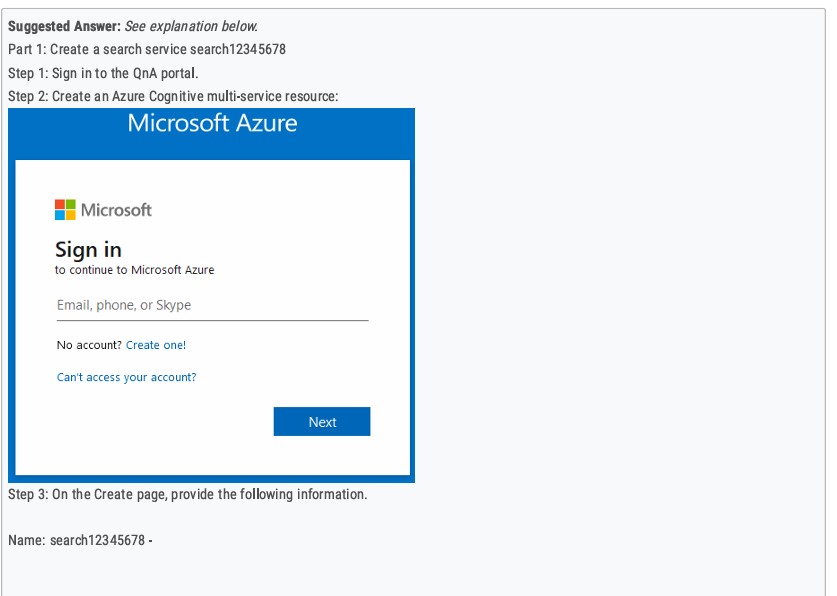 Suggested Answer: See explanation below.
Part 1: Create a search service search12345678
Step 1: Sign in to the QnA portal.
Step 2: Create an Azure Cognitive multi-service resource:
Microsoft Azure
Microsoft
Sign in
to continue to Microsoft Azure
Email, phone, or Skype
No account? Create one!
Can't access your account?
Next
Step 3: On the Create page, provide the following information.
Name: search12345678 -